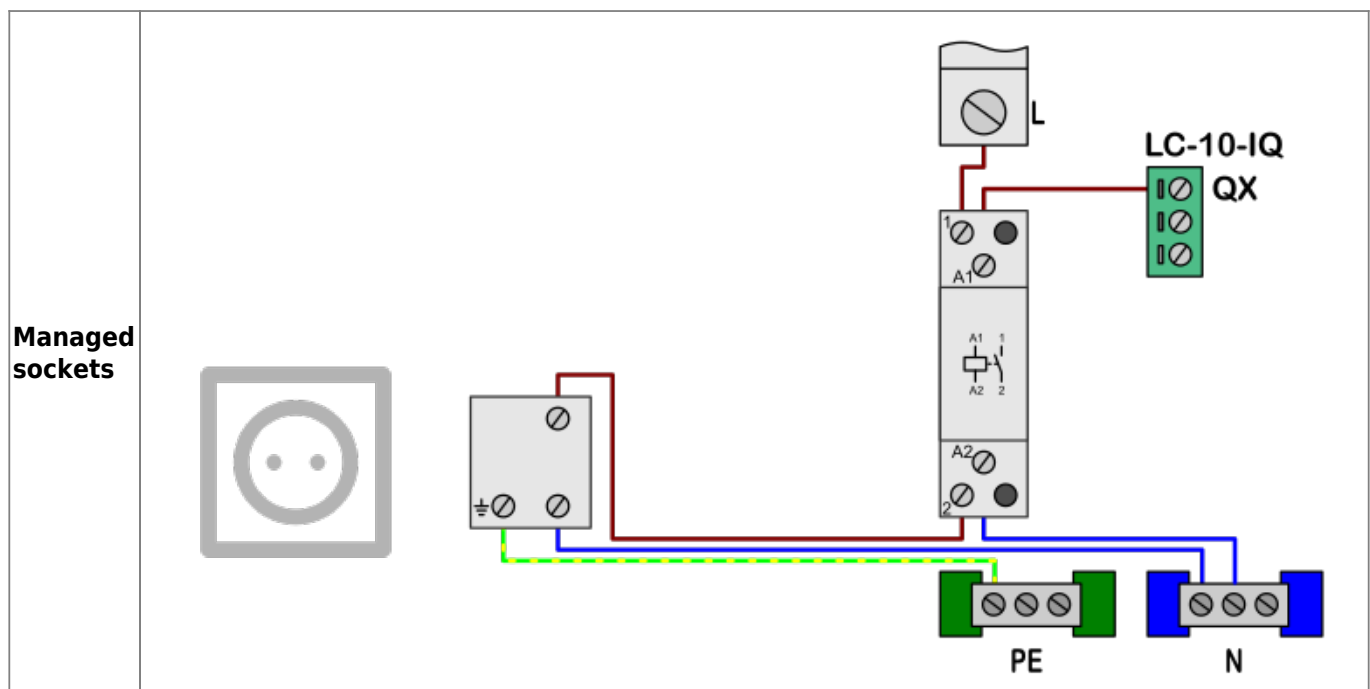 Managed
sockets
L
LC-10-IQ
QX
1
A1
A1 1
A2 2
A2
2
PE
N